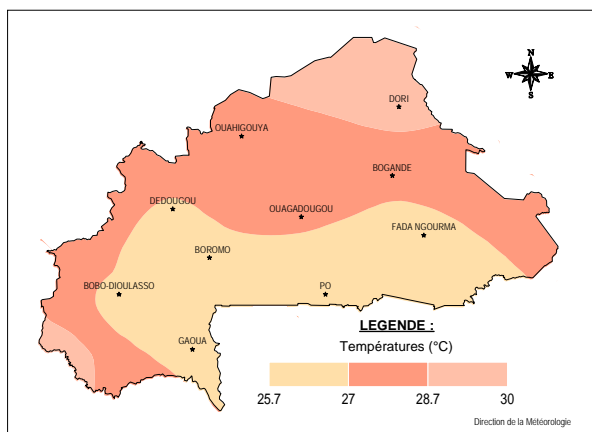 N
W E
S
DORI
OUAHIGOUYA
BOGANDE
DEDOUGOU
OUAGADOUGOU
FADA NGOURMA
BOROMO
BOBO-DIOULASSO
PO
GAOUA
LEGENDE :
Températures (°C)
25.7 27 28.7 30
Direction de la Météorologie